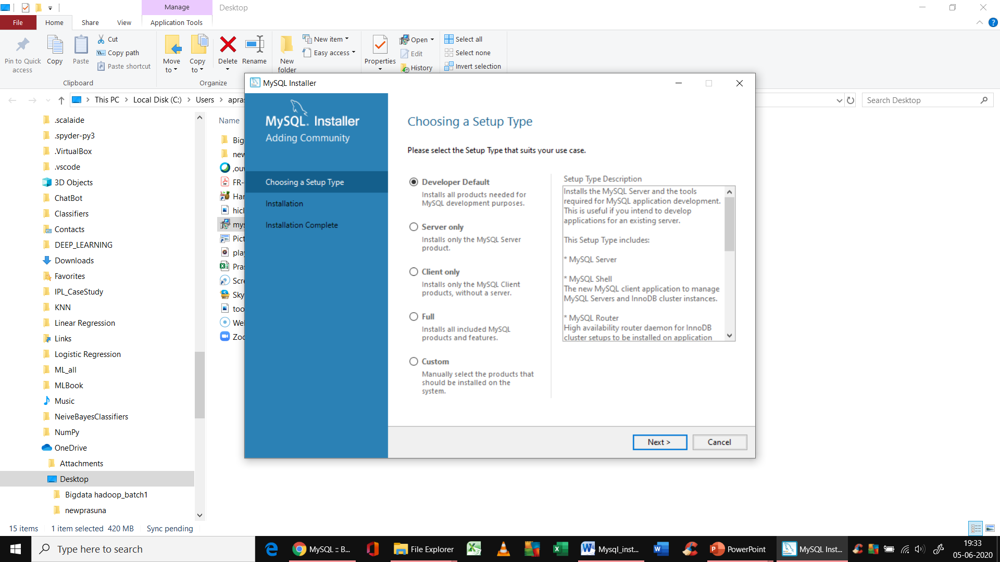 Manage
Desktop
File
Home
Share
View
Application Tools
Pin to Quick
access
Copy
Paste
Cut
Copy path
Paste shortcut
Clipboard
Move
to
Copy
to
Delete
Rename
Organize
New
folder
New item
Easy access
Properties
Open
Edit
History
Select all
Select none
Invert selection
This PC > Local Disk (C:) > Users > apras
Search Desktop
.scalaide
.spyder-py3
.VirtualBox
.vscode
3D Objects
ChatBot
Classifiers
Contacts
DEEP_LEARNING
Downloads
Favorites
IPL_CaseStudy
KNN
Linear Regression
Links
Logistic Regression
ML_all
MLBook
Music
NeiveBayesClassifiers
NumPy
OneDrive
Attachments
Desktop
Bigdata hadoop_batch1
newprasuna
Name
Big
new
,ouw
FR-
Har
hicl
mys
Pict
play
Pras
Scre
Sky
too
We
Zoo
MySQL Installer
MySQL. Installer
Adding Community
Choosing a Setup Type
Installation
Installation Complete
Choosing a Setup Type
Please select the Setup Type that suits your use case.
Developer Default
Installs all products needed for
MySQL development purposes.
Server only
Installs only the MySQL Server
product.
Client only
Installs only the MySQL Client
products, without a server.
Full
Installs all included MySQL
products and features.
Custom
Manually select the products that
should be installed on the
system.
Setup Type Description
Installs the MySQL Server and the tools
required for MySQL application development.
This is useful if you intend to develop
applications for an existing server.
This Setup Type includes:
* MySQL Server
* MySQL Shell
The new MySQL client application to manage
MySQL Servers and InnoDB cluster instances.
* MySQL Router
High availability router daemon for InnoDB
cluster setups to be installed on application
Next >
Cancel
15 items
1 item selected 420 MB
Sync pending
Type here to search
MySQL :: B...
File Explorer
Mysql_inst...
PowerPoint
MySQL Inst...
19:33
05-06-2020